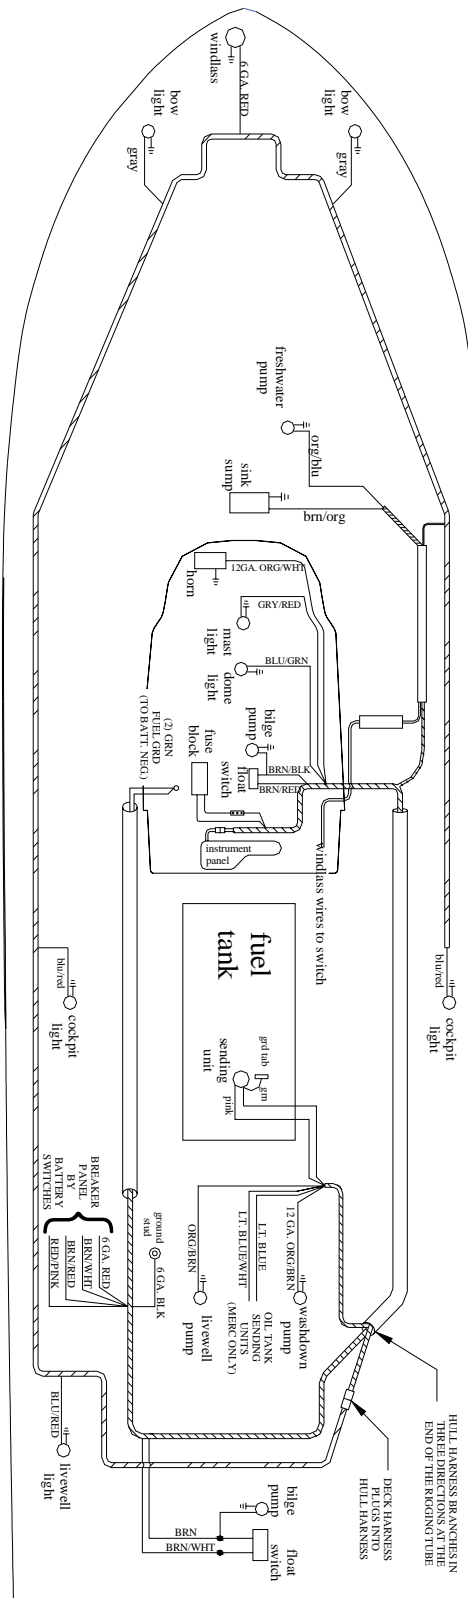 windlass
6 GA. RED
bow
light
gray
bow
light
gray
freshwater
pump
org/blu
sink
sump
brn/org
horn
12GA. ORG/WHT
mast
light
GRY/RED
dome
light
BLU/GRN
bilge
pump
float
switch
BRN/BLK
BRN/RED
fuse
block
(2) GRN
FUEL GRD
(TO BATT. NEG.)
instrument
panel
windlass wires to switch
fuel
tank
blu/red
cockpit
light
blu/red
cockpit
light
grd tab
sending
unit
grn
pink
BREAKER
PANEL
BY
BATTERY
SWITCHES
6 GA. RED
BRN/WHT
BRN/RED
RED/PINK
ground
stud
6 GA. BLK
ORG/BRN
livewell
pump
LT. BLUE/WHT
LT. BLUE
OIL TANK
SENDING
UNITS
(MERC ONLY)
12 GA. ORG/BRN
washdown
pump
HULL HARNESS BRANCHES IN
THREE DIRECTIONS AT THE
END OF THE RIGGING TUBE
DECK HARNESS
PLUGS INTO
HULL HARNESS
BLU/RED
livewell
light
bilge
pump
BRN
BRN/WHT
float
switch